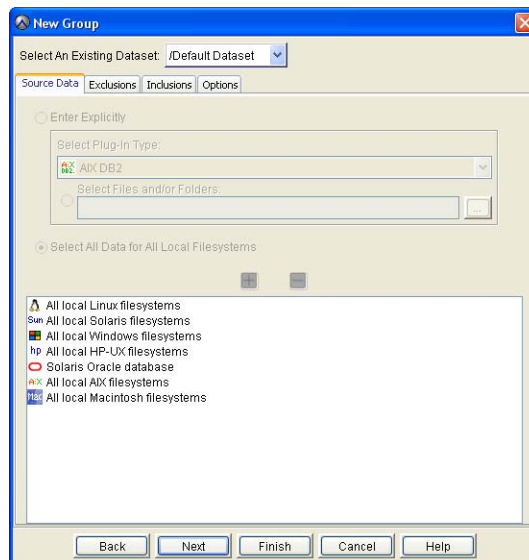 New Group
Select An Existing Dataset: /Default Dataset
Source Data Exclusions Inclusions Options
Enter Explicitly
Select Plug-In Type:
AIX DB2 AIX DB2
Select Files and/or Folders:
...
Select All Data for All Local Filesystems
+ -
All local Linux filesystems
Sun All local Solaris filesystems
All local Windows filesystems
hp All local HP-UX filesystems
Solaris Oracle database
AIX All local AIX filesystems
Mac All local Macintosh filesystems
Back Next Finish Cancel Help